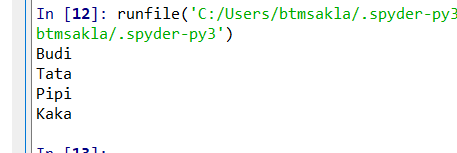 In [12]: runfile('C:/Users/btmsakla/.spyder-py3
btmsakla/.spyder-py3')
Budi
Tata
Pipi
Kaka
In [13]: